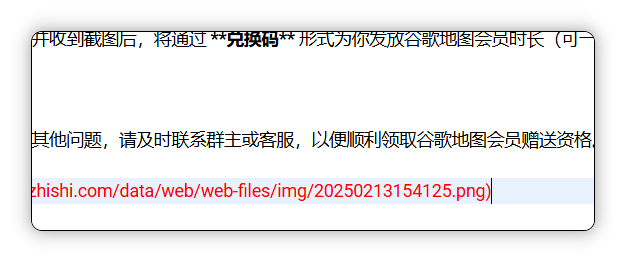 并收到截图后，将通过 **兑换码** 形式为你发放谷歌地图会员时长（可一
其他问题，请及时联系群主或客服，以便顺利领取谷歌地图会员赠送资格。
zhishi.com/data/web/web-files/img/20250213154125.png)